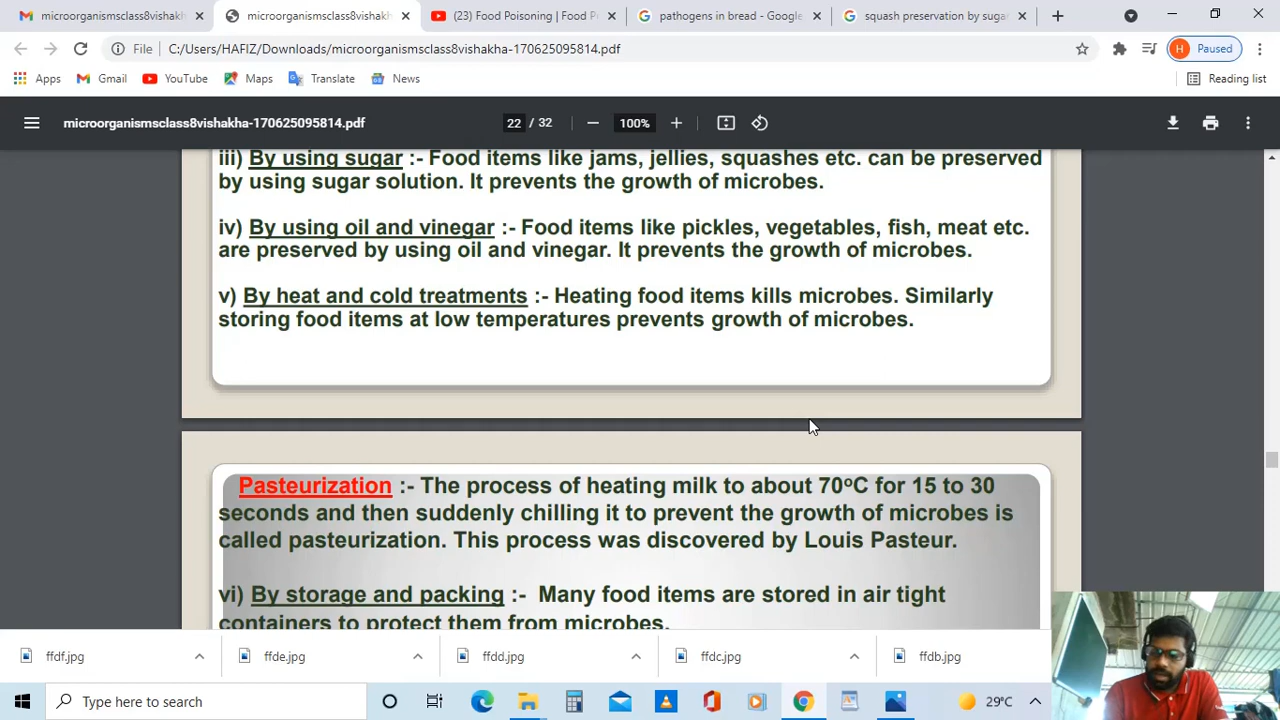 microorganismsclass8vishakh
microorganismsclass8vishakh
(23) Food Poisoning | Food P
pathogens in bread - Google
squash preservation by suga
File
C:/Users/HAFIZ/Downloads/microorganismsclass8vishakha-170625095814.pdf
H Paused
Apps
Gmail
YouTube
Maps
Translate
News
Reading list
microorganismsclass8vishakha-170625095814.pdf
22 / 32
100%
iii) By using sugar :- Food items like jams, jellies, squashes etc. can be preserved
by using sugar solution. It prevents the growth of microbes.
iv) By using oil and vinegar :- Food items like pickles, vegetables, fish, meat etc.
are preserved by using oil and vinegar. It prevents the growth of microbes.
v) By heat and cold treatments :- Heating food items kills microbes. Similarly
storing food items at low temperatures prevents growth of microbes.
Pasteurization :- The process of heating milk to about 70oC for 15 to 30
seconds and then suddenly chilling it to prevent the growth of microbes is
called pasteurization. This process was discovered by Louis Pasteur.
vi) By storage and packing :- Many food items are stored in air tight
containers to protect them from microbes.
ffdf.jpg
ffde.jpg
ffdd.jpg
ffdc.jpg
ffdb.jpg
Type here to search
29°C